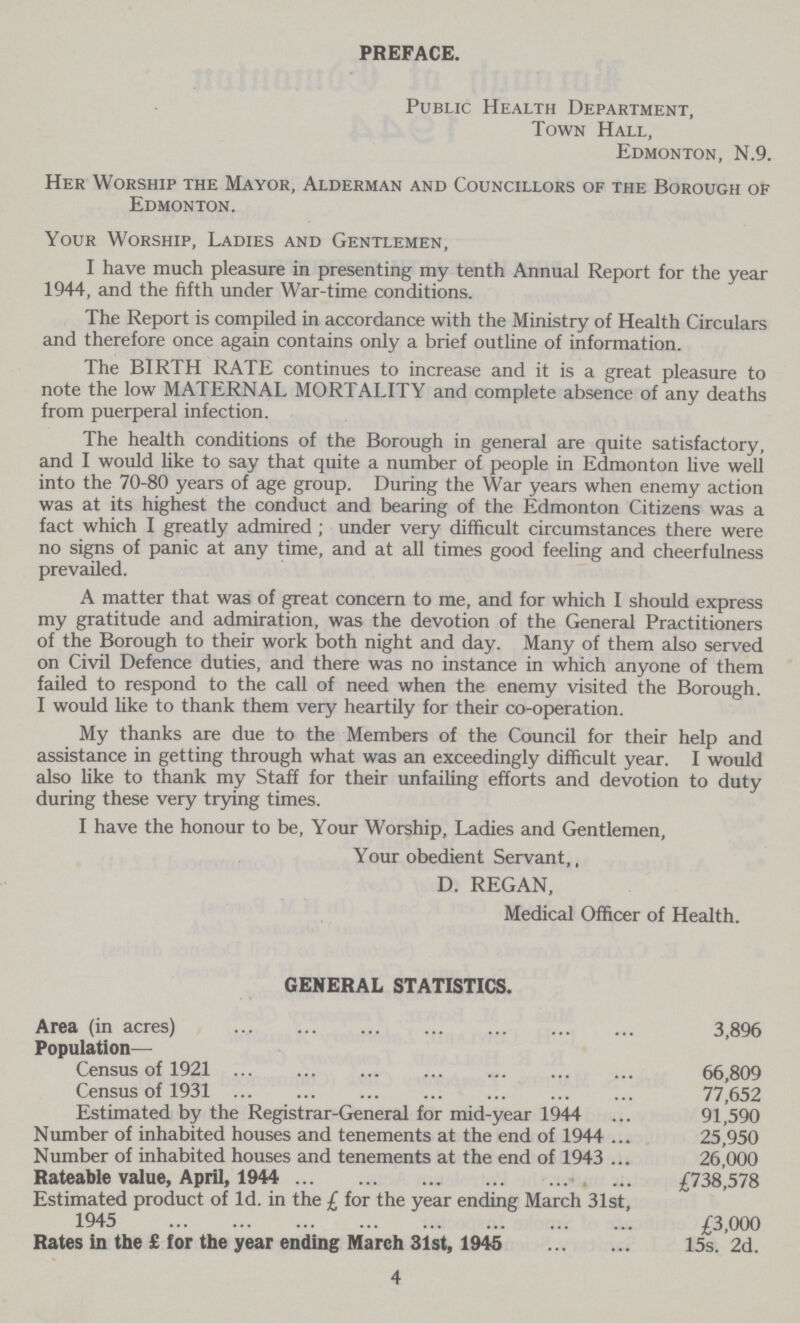 PREFACE.
Public Health Department,
Town Hall,
Edmonton, N.9.
Her Worship the Mayor, Alderman and Councillors of the Borough of
Edmonton.
Your Worship, Ladies and Gentlemen,
I have much pleasure in presenting my tenth Annual Report for the year
1944, and the fifth under War-time conditions.
The Report is compiled in accordance with the Ministry of Health Circulars
and therefore once again contains only a brief outline of information.
The BIRTH RATE continues to increase and it is a great pleasure to
note the low MATERNAL MORTALITY and complete absence of any deaths
from puerperal infection.
The health conditions of the Borough in general are quite satisfactory,
and I would like to say that quite a number of people in Edmonton live well
into the 70-80 years of age group. During the War years when enemy action
was at its highest the conduct and bearing of the Edmonton Citizens was a
fact which I greatly admired ; under very difficult circumstances there were
no signs of panic at any time, and at all times good feeling and cheerfulness
prevailed.
A matter that was of great concern to me, and for which I should express
my gratitude and admiration, was the devotion of the General Practitioners
of the Borough to their work both night and day. Many of them also served
on Civil Defence duties, and there was no instance in which anyone of them
failed to respond to the call of need when the enemy visited the Borough.
I would like to thank them very heartily for their co-operation.
My thanks are due to the Members of the Council for their help and
assistance in getting through what was an exceedingly difficult year. I would
also like to thank my Staff for their unfailing efforts and devotion to duty
during these very trying times.
I have the honour to be, Your Worship, Ladies and Gentlemen,
Your obedient Servant,,
D. REGAN,
Medical Officer of Health.
GENERAL STATISTICS.
Area (in acres) ... ... ... ... ... ... ... 3,896
Population—
Census of 1921 ... ... ... ... ... ... ... 66,809
Census of 1931 ... ... ... ... ... ... ... 77,652
Estimated by the Registrar-General for mid-year 1944 ... 91,590
Number of inhabited houses and tenements at the end of 1944 ... 25,950
Number of inhabited houses and tenements at the end of 1943 ... 26,000
Rateable value, April, 1944 ... ... ... ... ... ... £738,578
Estimated product of 1d. in the £ for the year ending March 31st,
1945 ... ... ... ... ... ... ... ... £3,000
Rates in the £ for the year ending March 31st, 1945 ... ... 15s. 2d.
4